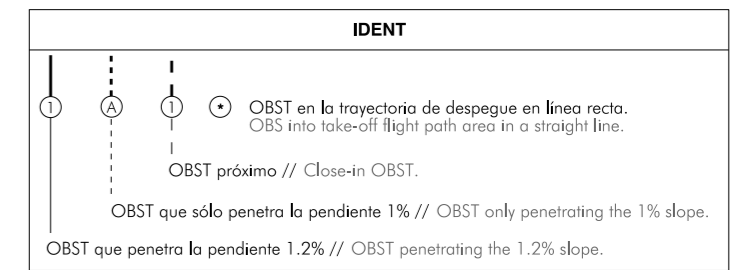 IDENT
1 A 1 * OBST en la trayectoria de despegue en línea recta.
OBS into take-off flight path area in a straight line.
OBST próximo // Close-in OBST.
OBST que sólo penetra la pendiente 1% // OBST only penetrating the 1% slope.
OBST que penetra la pendiente 1.2% // OBST penetrating the 1.2% slope.